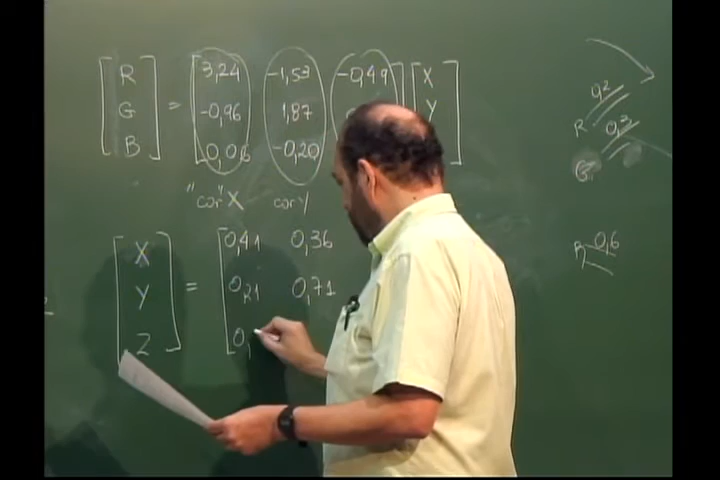 R 3,24 -1,53 -0,49 X
G = -0,96 1,87 Y
B 0,06 -0,20
"cor" X cor Y
X 0,41 0,36
Y = 0,21 0,71
Z 0,
0,2
R 0,3
G
R 0,6